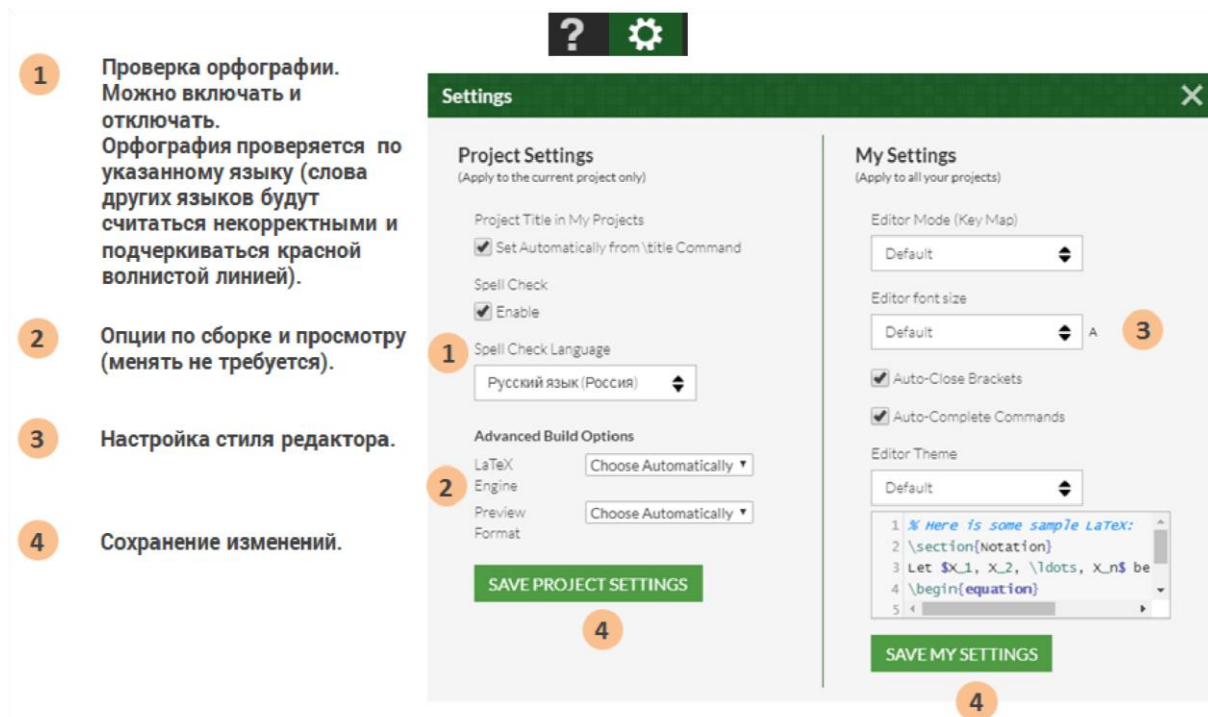 ?
1
Проверка орфографии.
Можно включать и
отключать.
Орфография проверяется по
указанному языку (слова
других языков будут
считаться некорректными и
подчеркиваться красной
волнистой линией).
2
Опции по сборке и просмотру
(менять не требуется).
3
Настройка стиля редактора.
4
Сохранение изменений.
Settings
Project Settings
(Apply to the current project only)
Project Title in My Projects
Set Automatically from \title Command
Spell Check
Enable
1
Spell Check Language
Русский язык (Россия)
Advanced Build Options
2
LaTeX
Engine
Choose Automatically
Preview
Format
Choose Automatically
SAVE PROJECT SETTINGS
4
My Settings
(Apply to all your projects)
Editor Mode (Key Map)
Default
Editor font size
Default
A
3
Auto-Close Brackets
Auto-Complete Commands
Editor Theme
Default
1 % Here is some sample LaTeX:
2 \section{Notation}
3 Let $X_1, X_2, \ldots, X_n$ be
4 \begin{equation}
5
SAVE MY SETTINGS
4